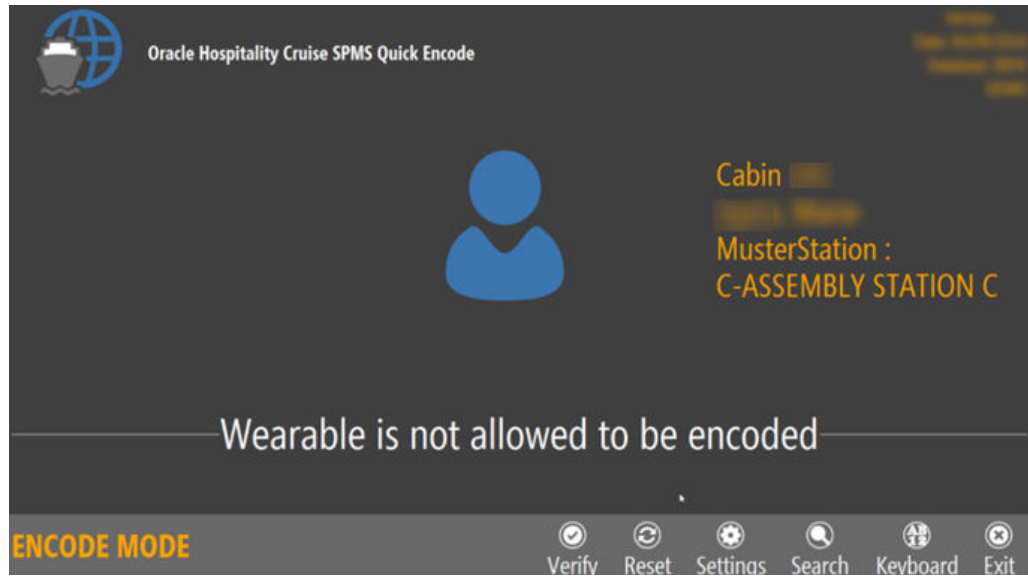 Oracle Hospitality Cruise SPMS Quick Encode
Cabin
MusterStation :
C-ASSEMBLY STATION C
Wearable is not allowed to be encoded
ENCODE MODE
Verify Reset Settings Search Keyboard Exit